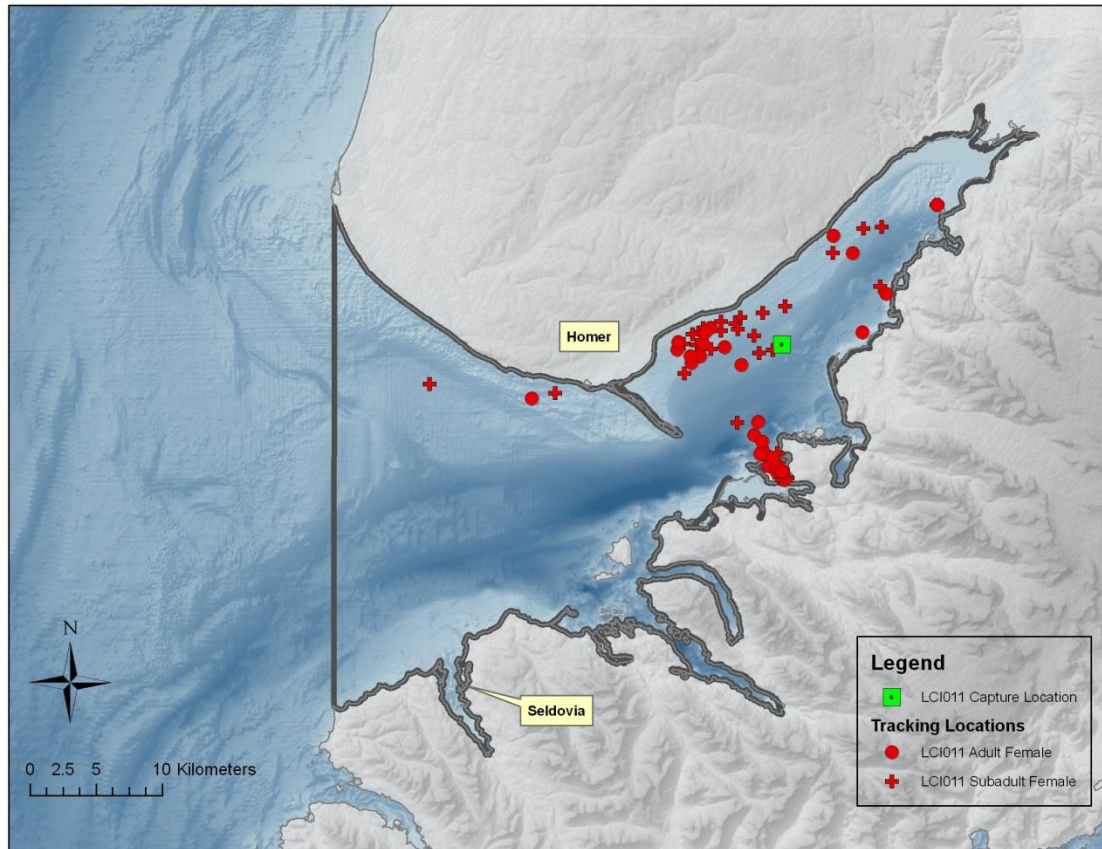 Homer
Seldovia
N
0 2.5 5 10 Kilometers
Legend
LCI011 Capture Location
Tracking Locations
LCI011 Adult Female
LCI011 Subadult Female